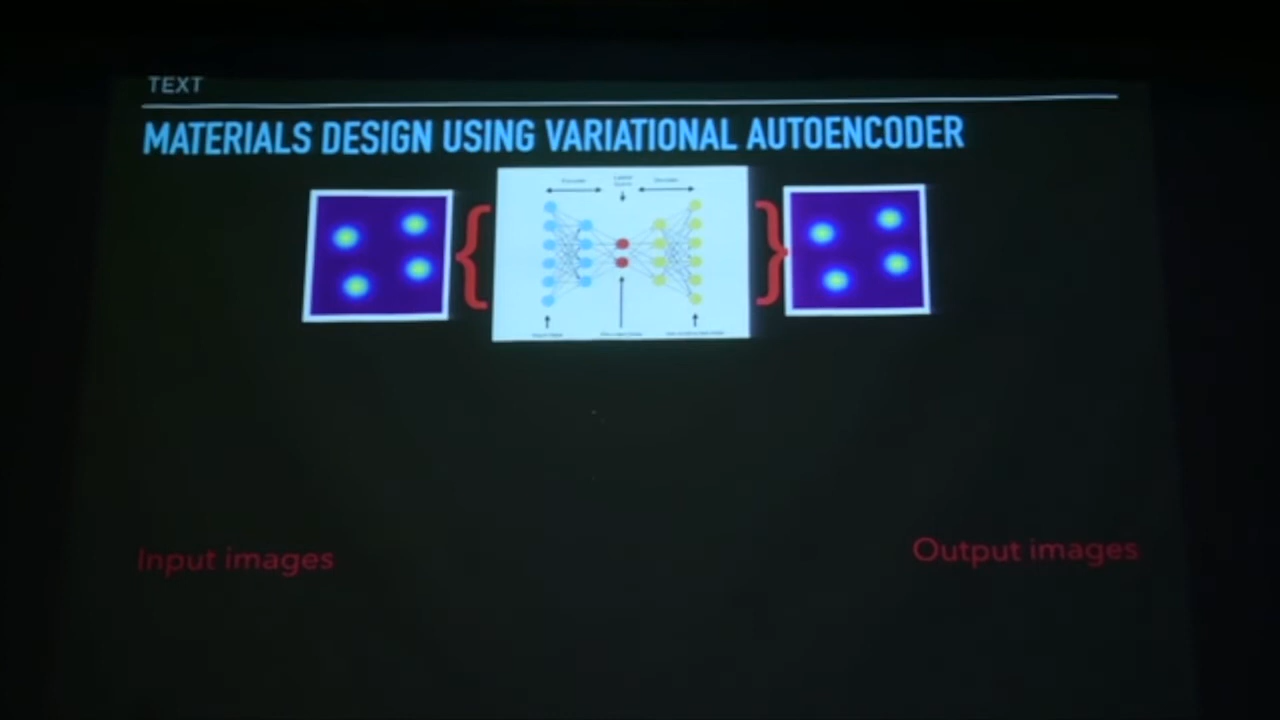 TEXT
MATERIALS DESIGN USING VARIATIONAL AUTOENCODER
Input images
Output images